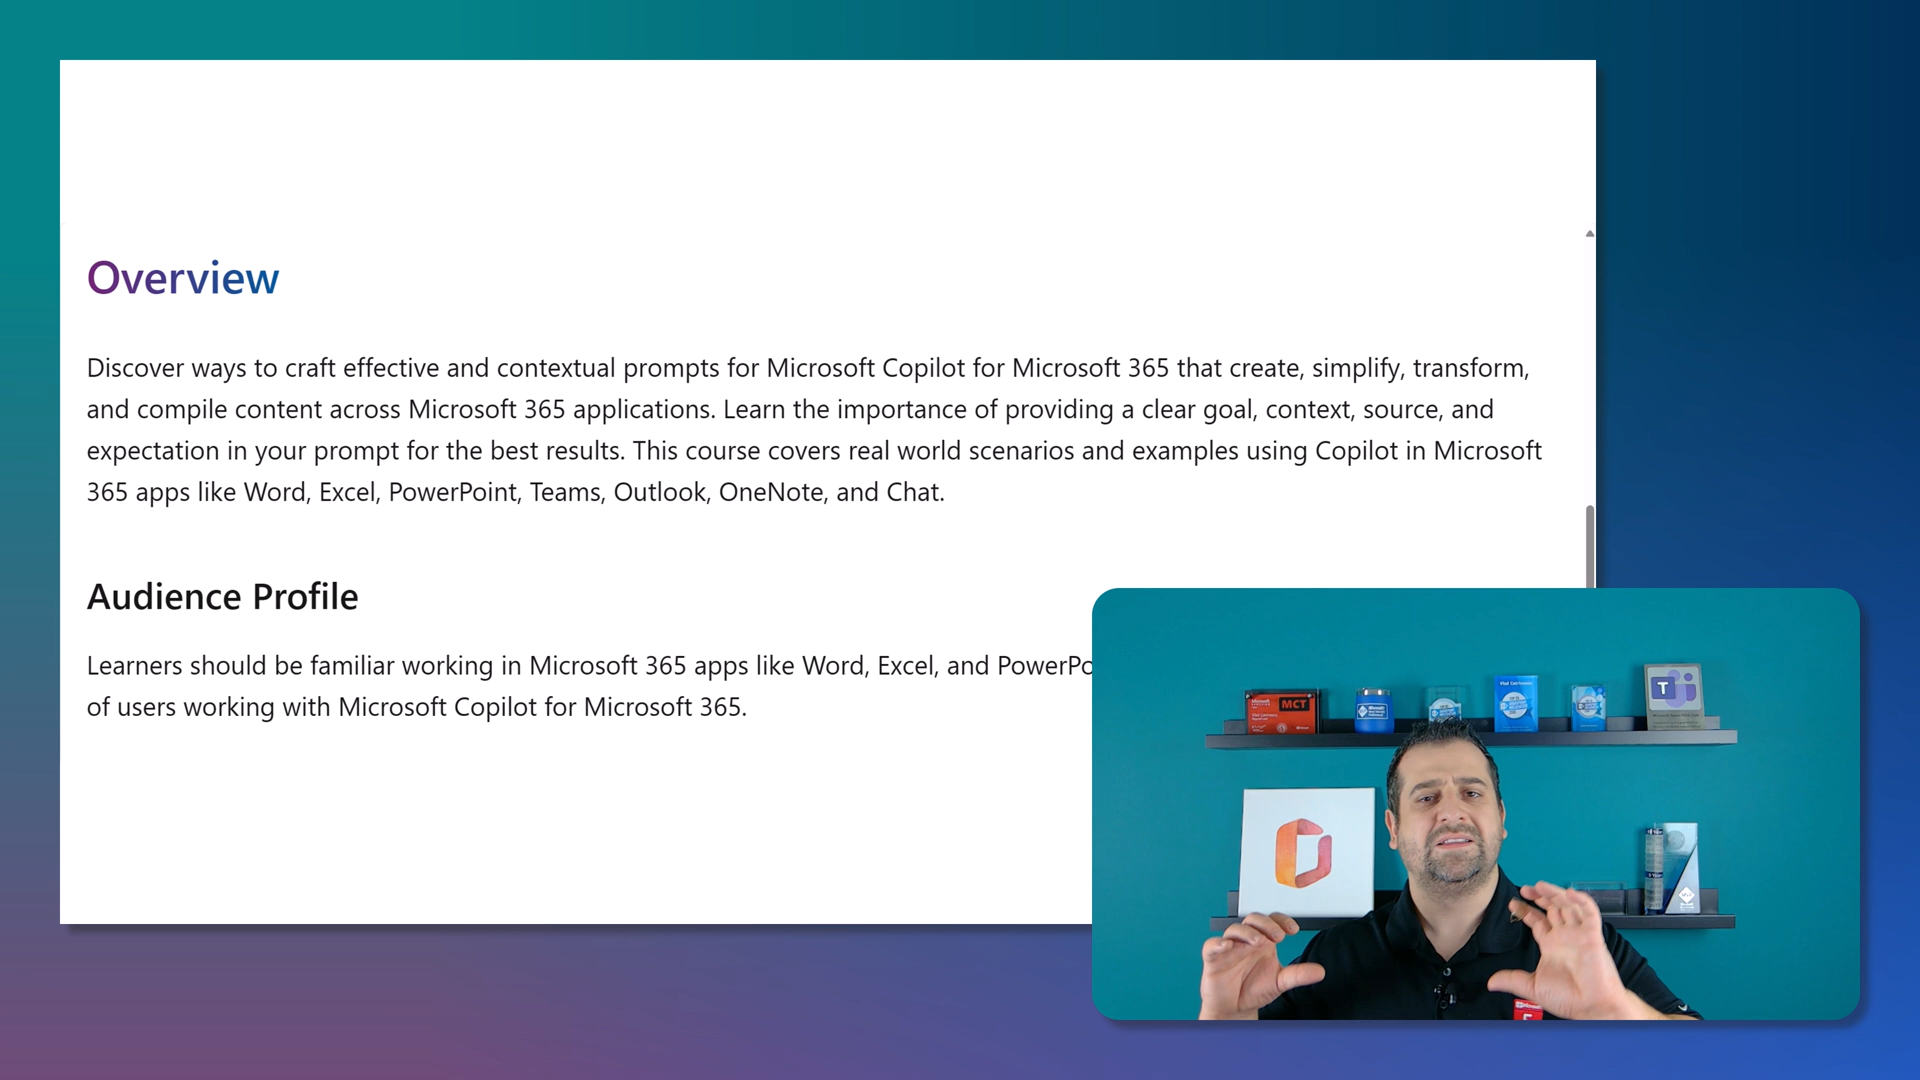 Overview
Discover ways to craft effective and contextual prompts for Microsoft Copilot for Microsoft 365 that create, simplify, transform,
and compile content across Microsoft 365 applications. Learn the importance of providing a clear goal, context, source, and
expectation in your prompt for the best results. This course covers real world scenarios and examples using Copilot in Microsoft
365 apps like Word, Excel, PowerPoint, Teams, Outlook, OneNote, and Chat.
Audience Profile
Learners should be familiar working in Microsoft 365 apps like Word, Excel, and PowerPo
of users working with Microsoft Copilot for Microsoft 365.
MCT
T